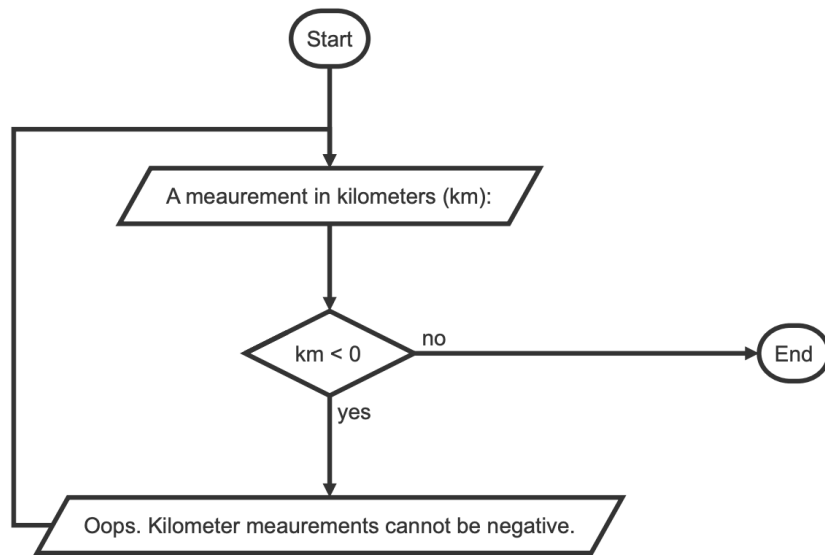 Start
A meaurement in kilometers (km):
km < 0
no
End
yes
Oops. Kilometer meaurements cannot be negative.